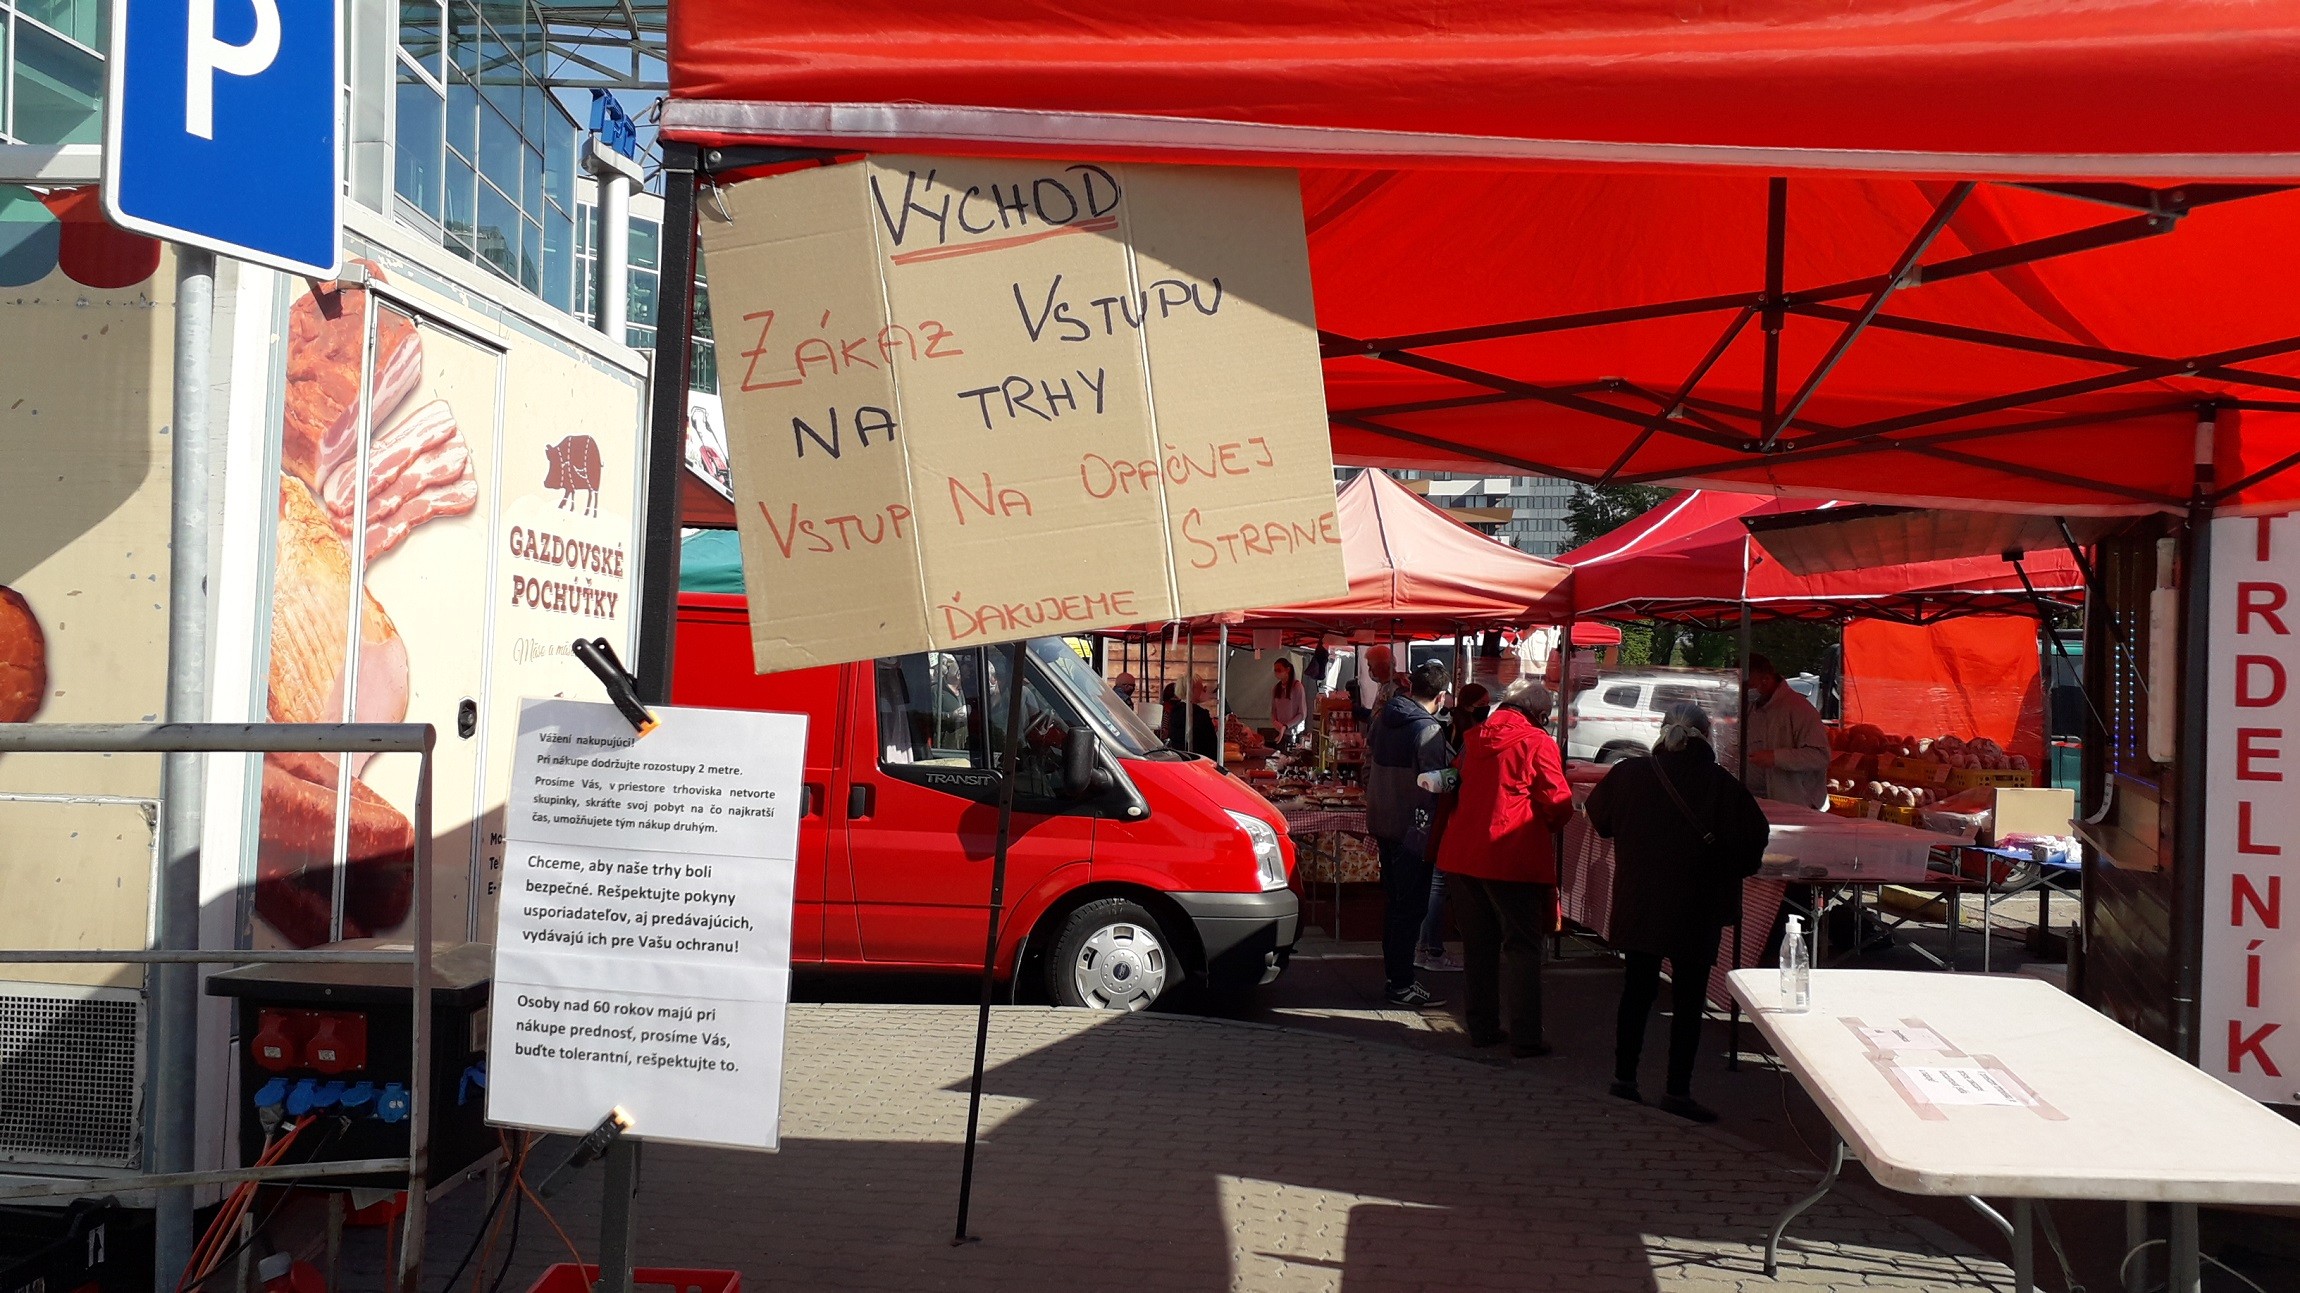 P
VÝCHOD
ZÁKAZ VSTUPU
NA TRHY
VSTUP NA OPAČNEJ
STRANE
ĎAKUJEME
GAZDOVSKÉ
POCHÚŤKY
Mäso a
TRANSIT
Vážení nakupujúci!
Pri nákupe dodržujte rozostupy 2 metre.
Prosíme Vás, v priestore trhoviska netvorte
skupinky, skráťte svoj pobyt na čo najkratší
čas, umožňujete tým nákup druhým.
Chceme, aby naše trhy boli
bezpečné. Rešpektujte pokyny
usporiadateľov, aj predávajúcich,
vydávajú ich pre Vašu ochranu!
Osoby nad 60 rokov majú pri
nákupe prednosť, prosíme Vás,
buďte tolerantní, rešpektujte to.
TRDELNÍK